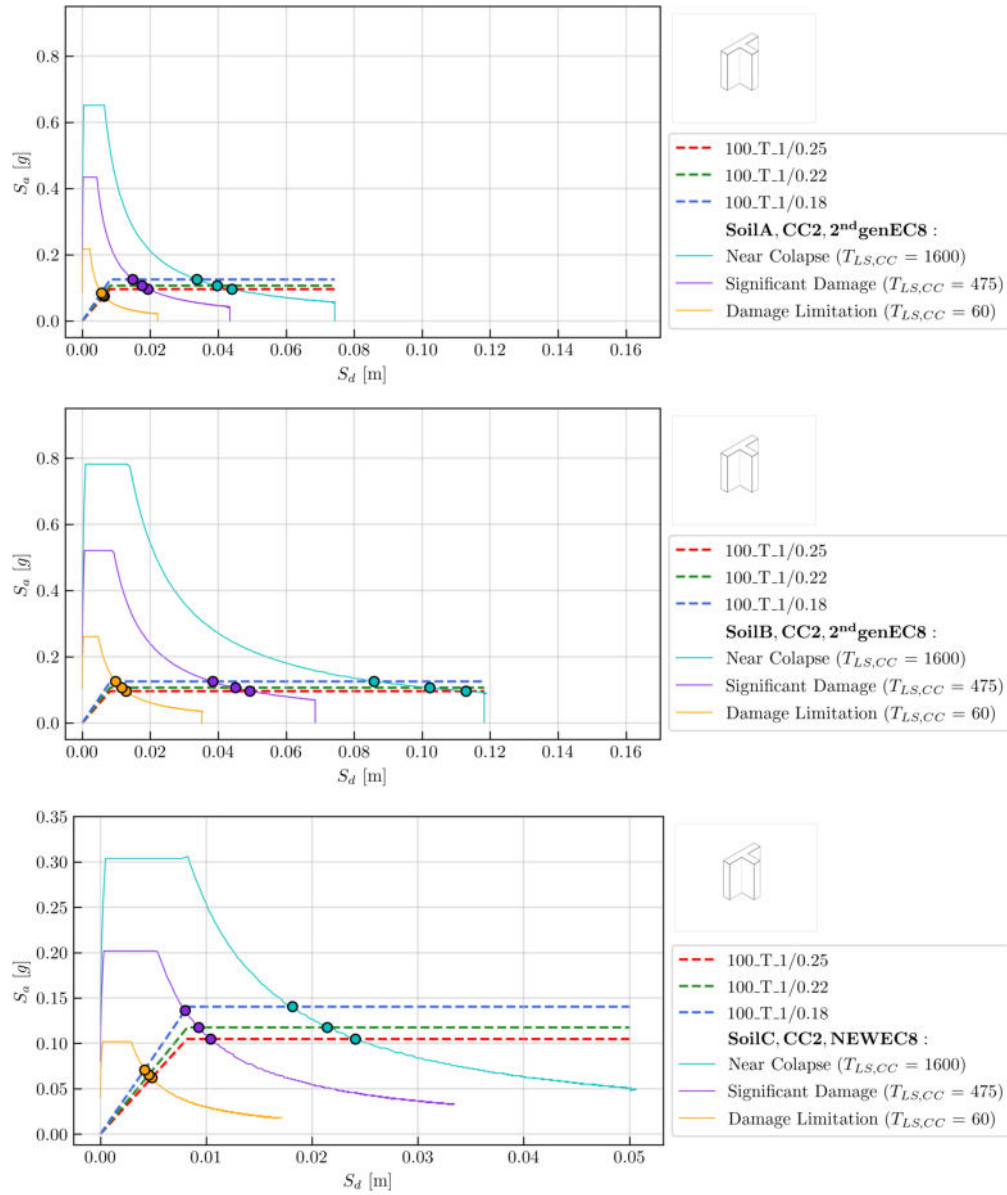 0.8
0.6
0.4
0.2
0.0
S_a [g]
0.00 0.02 0.04 0.06 0.08 0.10 0.12 0.14 0.16
S_d [m]
100_T_1/0.25
100_T_1/0.22
100_T_1/0.18
SoilA, CC2, 2ndgenEC8 :
Near Colapse (T_LS,CC = 1600)
Significant Damage (T_LS,CC = 475)
Damage Limitation (T_LS,CC = 60)
0.8
0.6
0.4
0.2
0.0
S_a [g]
0.00 0.02 0.04 0.06 0.08 0.10 0.12 0.14 0.16
S_d [m]
100_T_1/0.25
100_T_1/0.22
100_T_1/0.18
SoilB, CC2, 2ndgenEC8 :
Near Colapse (T_LS,CC = 1600)
Significant Damage (T_LS,CC = 475)
Damage Limitation (T_LS,CC = 60)
0.35
0.30
0.25
0.20
0.15
0.10
0.05
0.00
S_a [g]
0.00 0.01 0.02 0.03 0.04 0.05
S_d [m]
100_T_1/0.25
100_T_1/0.22
100_T_1/0.18
SoilC, CC2, NEWEC8 :
Near Colapse (T_LS,CC = 1600)
Significant Damage (T_LS,CC = 475)
Damage Limitation (T_LS,CC = 60)